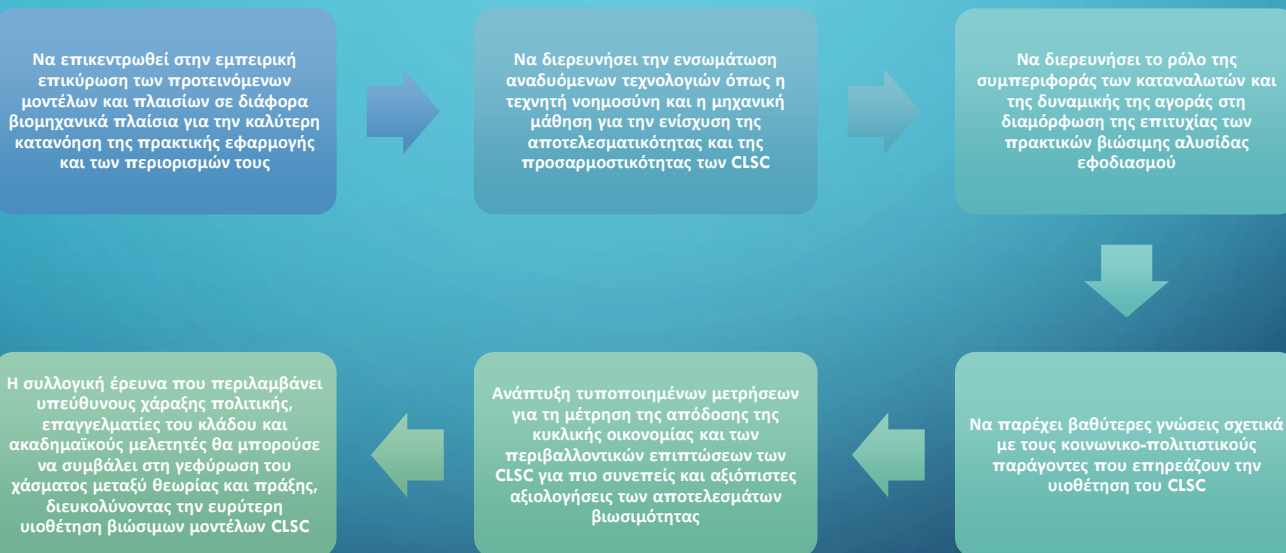 Να επικεντρωθεί στην εμπειρική
επικύρωση των προτεινόμενων
μοντέλων και πλαισίων σε διάφορα
βιομηχανικά πλαίσια για την καλύτερη
κατανόηση της πρακτικής εφαρμογής
και των περιορισμών τους
Να διερευνήσει την ενσωμάτωση
αναδυόμενων τεχνολογιών όπως η
τεχνητή νοημοσύνη και η μηχανική
μάθηση για την ενίσχυση της
αποτελεσματικότητας και της
προσαρμοστικότητας των CLSC
Να διερευνήσει το ρόλο της
συμπεριφοράς των καταναλωτών και
της δυναμικής της αγοράς στη
διαμόρφωση της επιτυχίας των
πρακτικών βιώσιμης αλυσίδας
εφοδιασμού
Να παρέχει βαθύτερες γνώσεις σχετικά
με τους κοινωνικο-πολιτιστικούς
παράγοντες που επηρεάζουν την
υιοθέτηση του CLSC
Ανάπτυξη τυποποιημένων μετρήσεων
για τη μέτρηση της απόδοσης της
κυκλικής οικονομίας και των
περιβαλλοντικών επιπτώσεων των
CLSC για πιο συνεπείς και αξιόπιστες
αξιολογήσεις των αποτελεσμάτων
βιωσιμότητας
Η συλλογική έρευνα που περιλαμβάνει
υπεύθυνους χάραξης πολιτικής,
επαγγελματίες του κλάδου και
ακαδημαϊκούς μελετητές θα μπορούσε
να συμβάλει στη γεφύρωση του
χάσματος μεταξύ θεωρίας και πράξης,
διευκολύνοντας την ευρύτερη
υιοθέτηση βιώσιμων μοντέλων CLSC